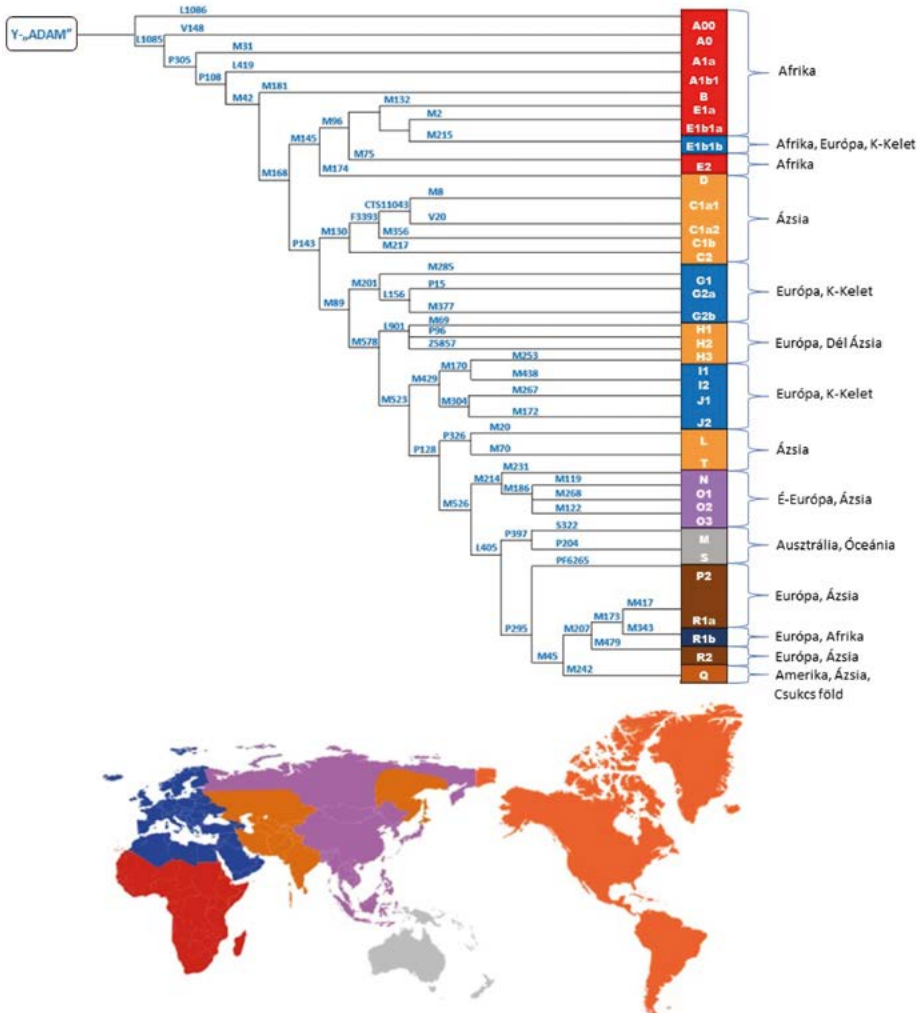 L1086
Y-„ADAM”
V148
A00
L1085
A0
M31
P305
A1a
Afrika
L419
P108
A1b1
M181
M42
B
M132
E1a
M2
M96
E1b1a
M215
M145
E1b1b
Afrika, Európa, K-Kelet
M75
E2
Afrika
M168
M174
D
M8
CTS11043
C1a1
Ázsia
F3393
V20
M130
M356
C1a2
P143
M217
C1b
C2
M285
M201
G1
P15
L156
G2a
Európa, K-Kelet
M89
M377
G2b
M69
L901
H1
P96
M578
Z5857
H2
Európa, Dél Ázsia
M253
H3
M170
I1
M429
M438
I2
Európa, K-Kelet
M267
M523
M304
J1
M172
J2
M20
P326
L
P128
M70
Ázsia
T
M231
M214
N
M119
M186
M268
O1
É-Európa, Ázsia
M526
M122
O2
O3
S322
P397
M
L405
P204
Ausztrália, Óceánia
S
PF6265
P2
Európa, Ázsia
M417
M173
R1a
P295
M207
M343
R1b
Európa, Afrika
M479
M45
R2
Európa, Ázsia
M242
Q
Amerika, Ázsia,
Csukcs föld